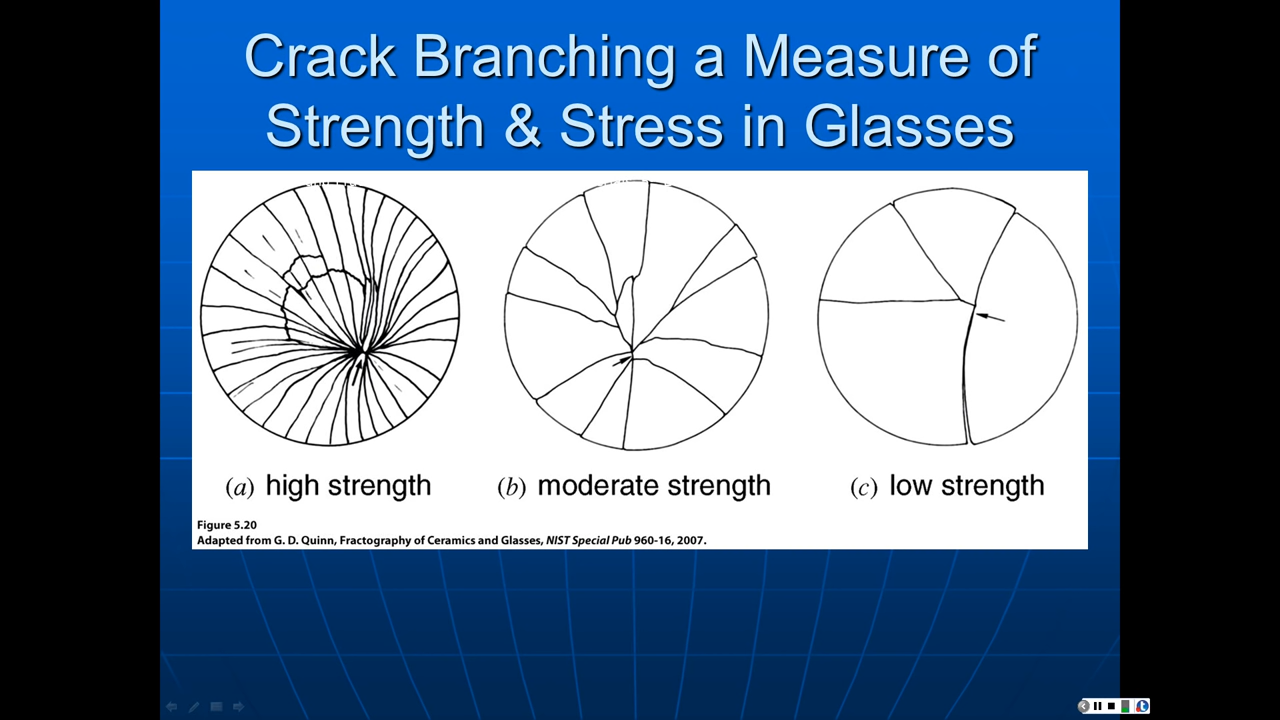 Crack Branching a Measure of
Strength & Stress in Glasses
(a) high strength
(b) moderate strength
(c) low strength
Figure 5.20
Adapted from G. D. Quinn, Fractography of Ceramics and Glasses, NIST Special Pub 960-16, 2007.